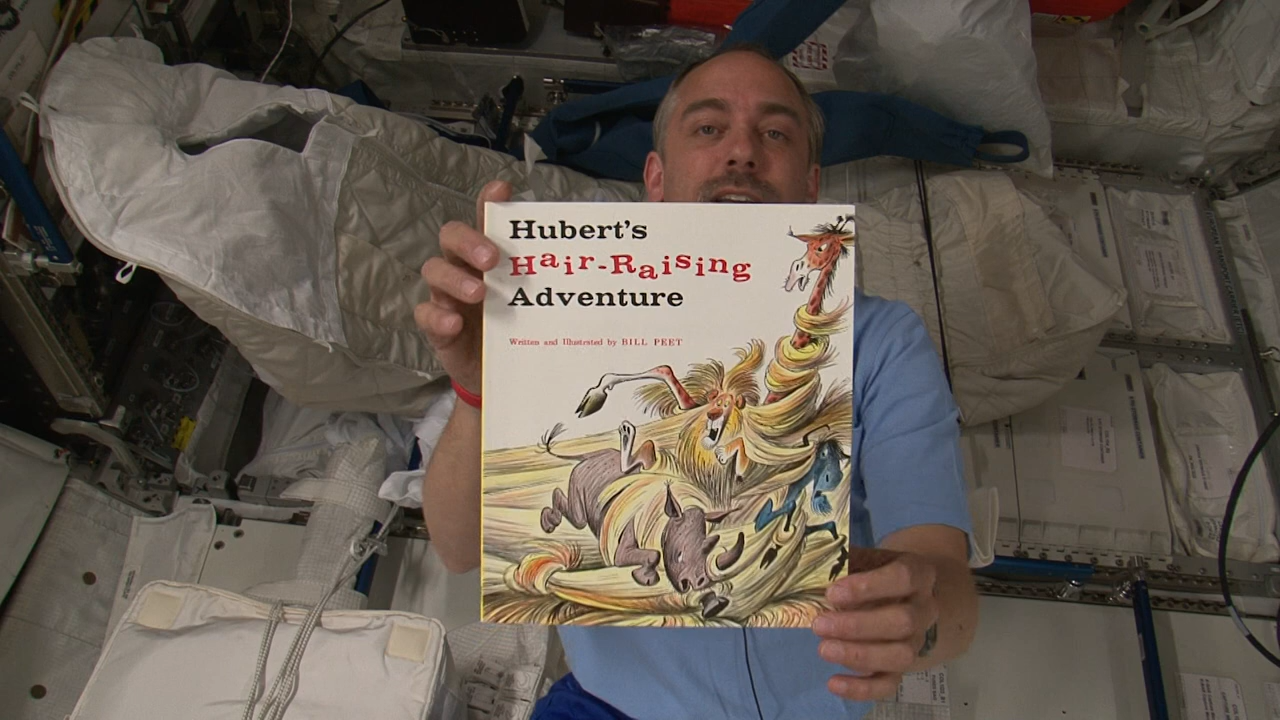 Hubert's
Hair-Raising
Adventure
Written and Illustrated by BILL PEET